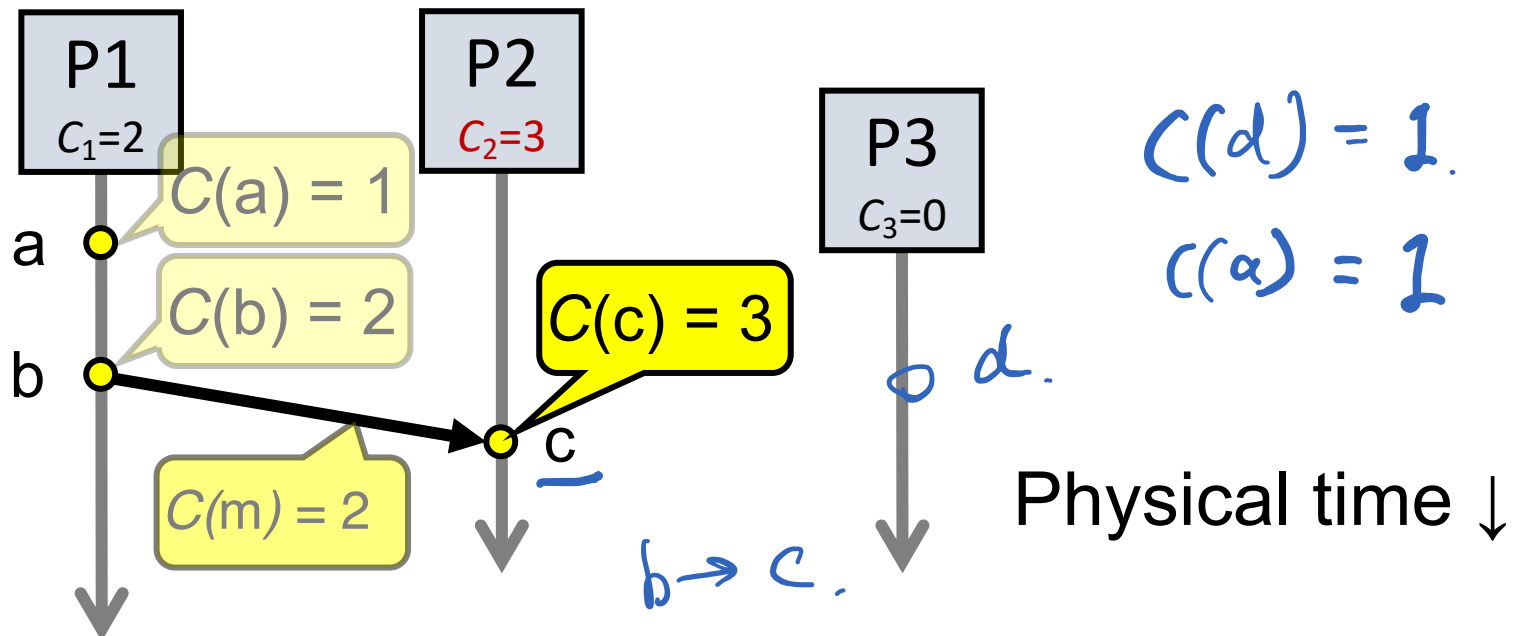 P1
C₁=2
P2
C₂=3
P3
C₃=0
C(d) = 1.
C(a) = 1
C(a) = 1
a
C(b) = 2
b
C(c) = 3
d.
c
C(m) = 2
Physical time ↓
b → c.